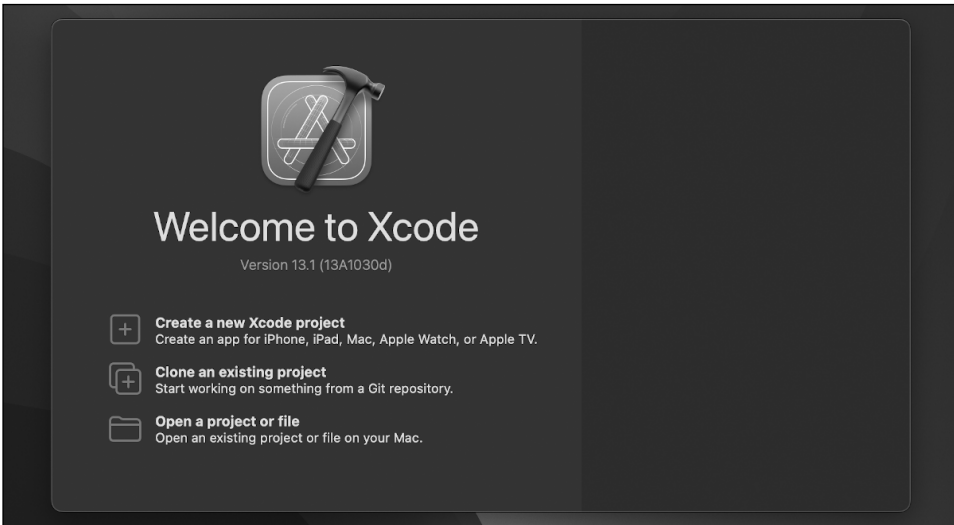 Welcome to Xcode
Version 13.1 (13A1030d)
Create a new Xcode project
Create an app for iPhone, iPad, Mac, Apple Watch, or Apple TV.
Clone an existing project
Start working on something from a Git repository.
Open a project or file
Open an existing project or file on your Mac.